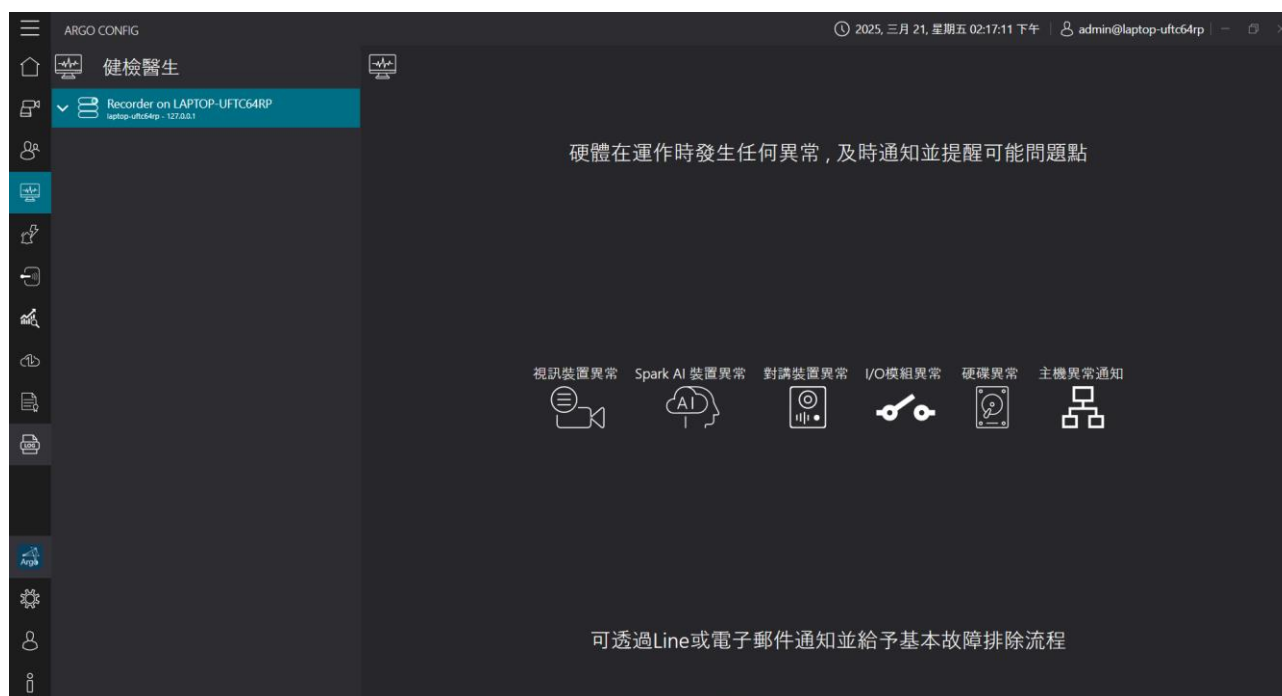 ARGO CONFIG
2025, 三月 21, 星期五 02:17:11 下午
admin@laptop-uftc64rp
健檢醫生
Recorder on LAPTOP-UFTC64RP
laptop-uftc64rp - 127.0.0.1
硬體在運作時發生任何異常 , 及時通知並提醒可能問題點
視訊裝置異常 Spark AI 裝置異常 對講裝置異常 I/O模組異常 硬碟異常 主機異常通知
AI
LOG
Argo
可透過Line或電子郵件通知並給予基本故障排除流程